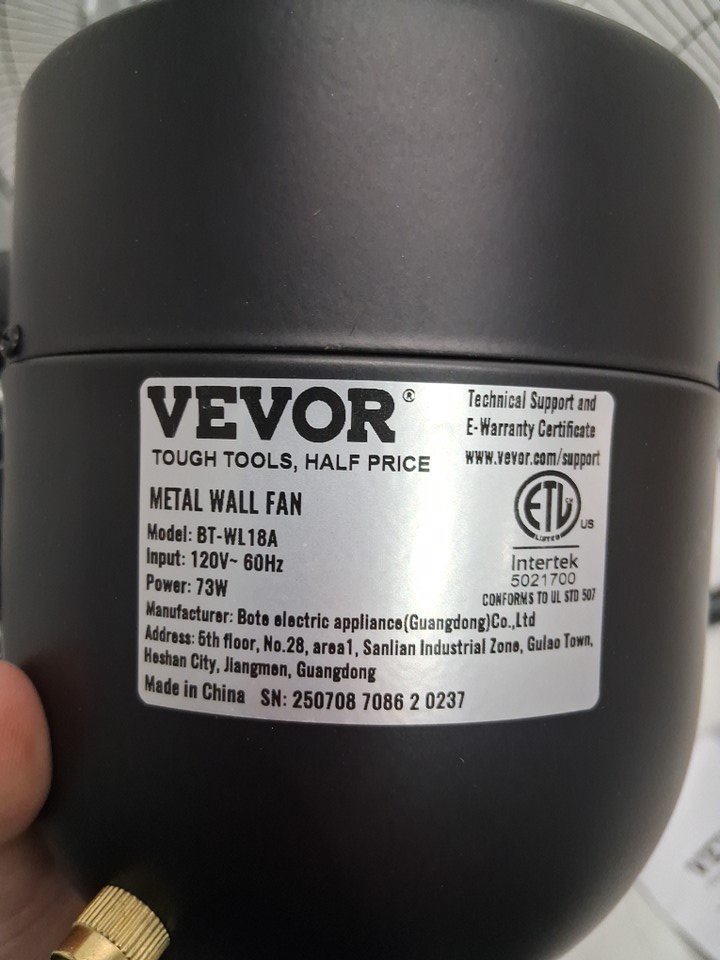 VEVOR®
TOUGH TOOLS, HALF PRICE
Technical Support and
E-Warranty Certificate
www.vevor.com/support
METAL WALL FAN
Model: BT-WL18A
Input: 120V~ 60Hz
Power: 73W
ETL CM
LISTED
US
Intertek
5021700
CONFORMS TO UL STD 507
Manufacturer: Bote electric appliance(Guangdong)Co.,Ltd
Address: 5th floor, No.28, area1, Sanlian Industrial Zone, Gulao Town,
Heshan City, Jiangmen, Guangdong
Made in China SN: 250708 7086 2 0237